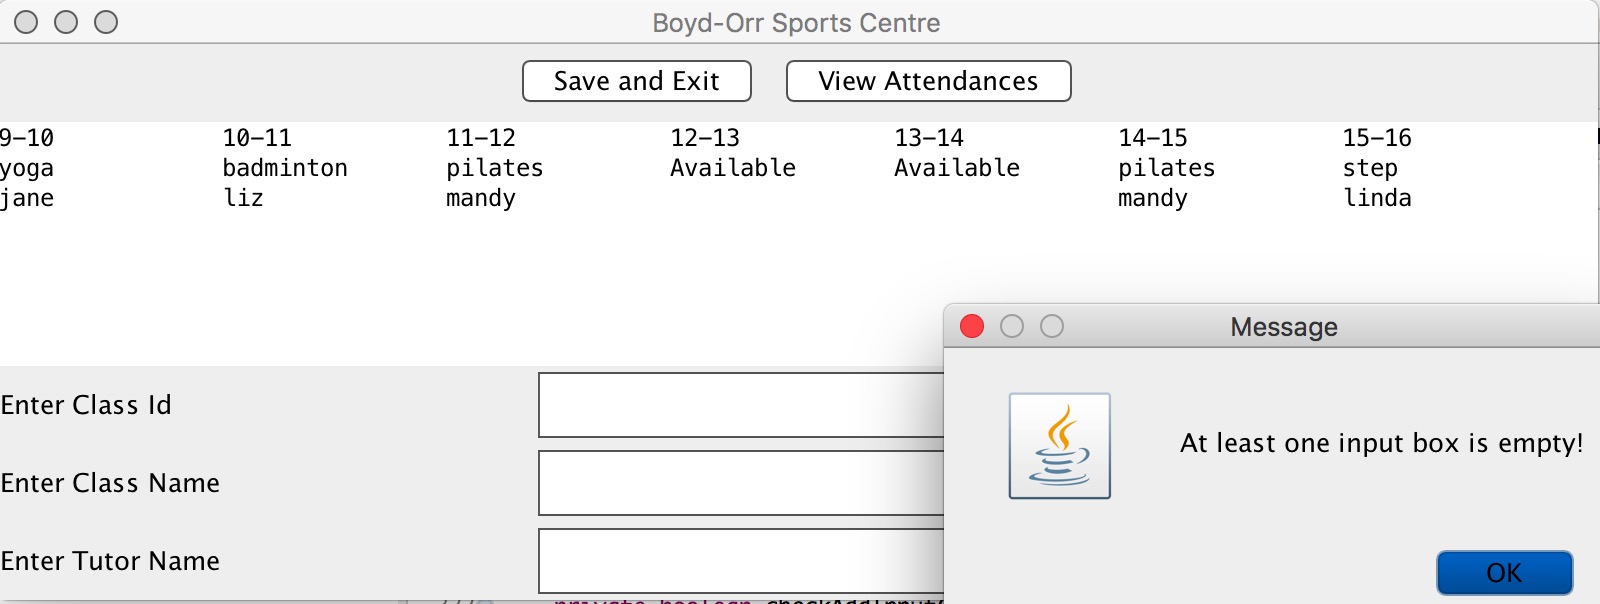 Boyd-Orr Sports Centre
Save and Exit View Attendances
9-10 10-11 11-12 12-13 13-14 14-15 15-16
yoga badminton pilates Available Available pilates step
jane liz mandy mandy linda
Message
Enter Class Id
At least one input box is empty!
Enter Class Name
Enter Tutor Name
OK
private boolean